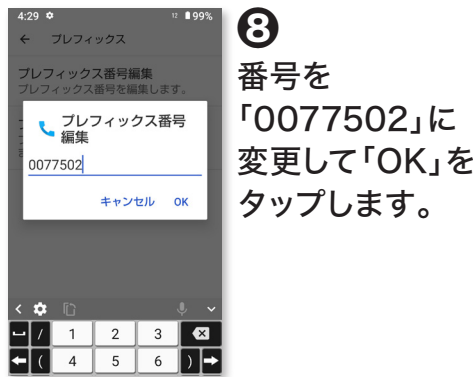 4:29 12 99%
← プレフィックス
プレフィックス番号編集
プレフィックス番号を編集します。
プレフィックス番号
編集
0077502
キャンセル OK
/ 1 2 3
( 4 5 6 )
❽
番号を
「0077502」に
変更して「OK」を
タップします。